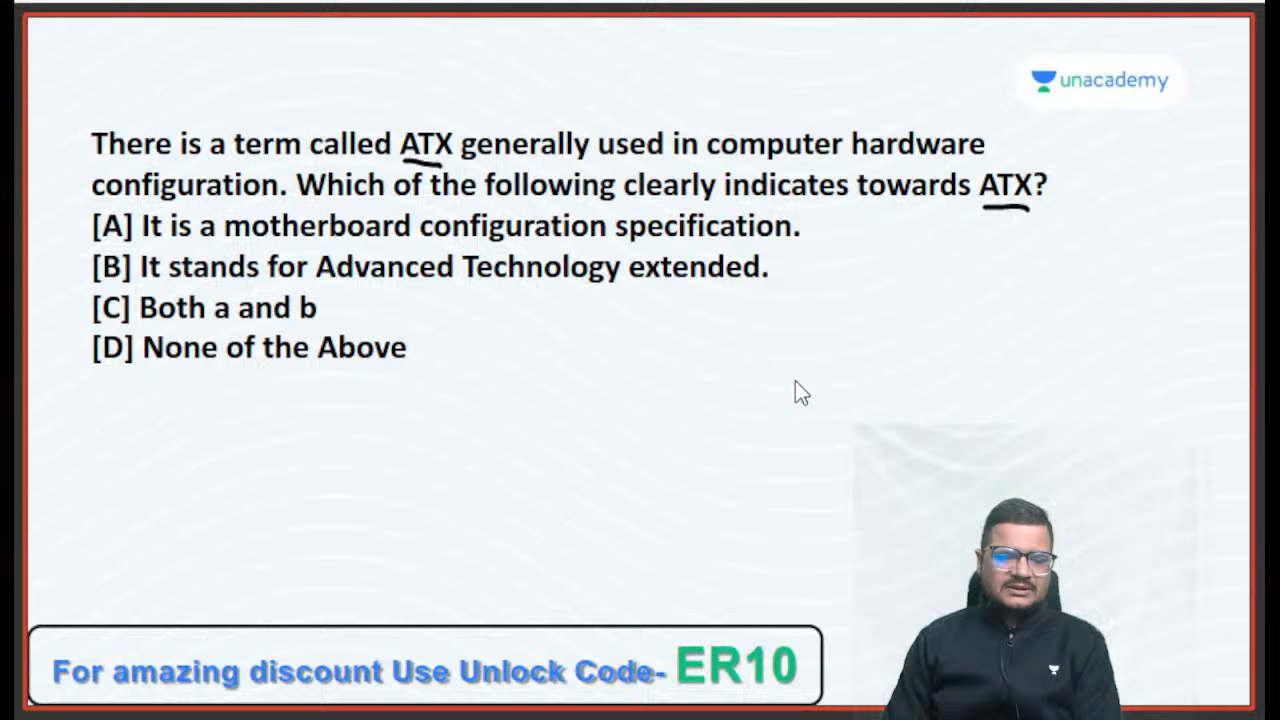 unacademy
There is a term called ATX generally used in computer hardware
configuration. Which of the following clearly indicates towards ATX?
[A] It is a motherboard configuration specification.
[B] It stands for Advanced Technology extended.
[C] Both a and b
[D] None of the Above
For amazing discount Use Unlock Code- ER10